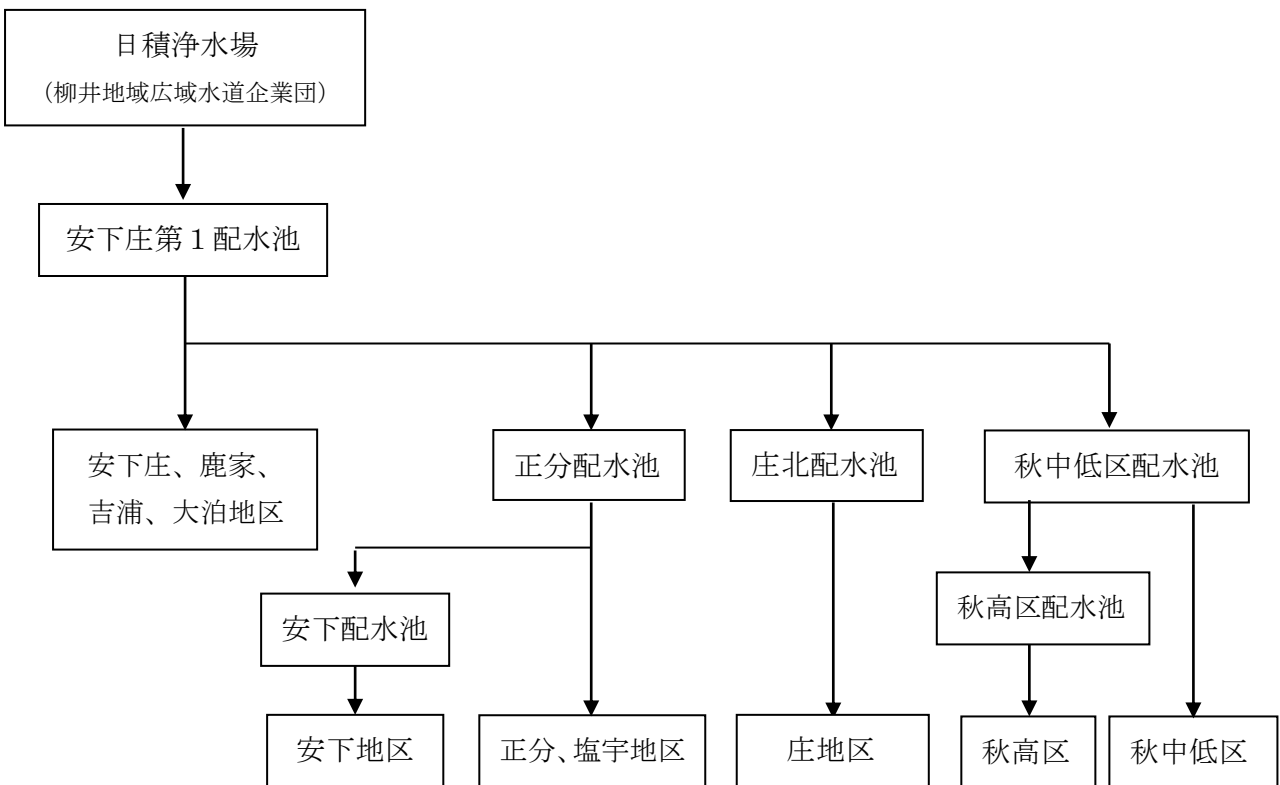 日積浄水場
（柳井地域広域水道企業団）
安下庄第１配水池
安下庄、鹿家、
吉浦、大泊地区
正分配水池
庄北配水池
秋中低区配水池
安下配水池
秋高区配水池
安下地区
正分、塩宇地区
庄地区
秋高区
秋中低区